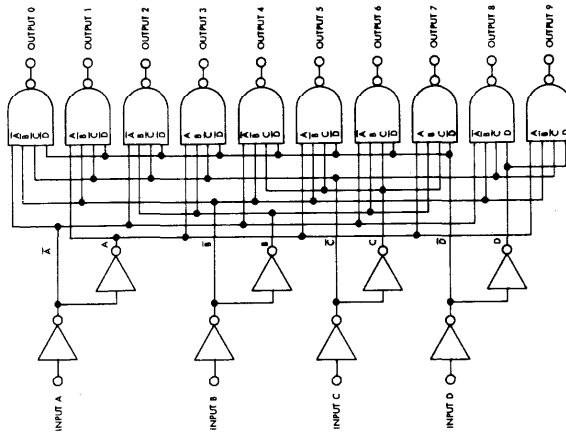 OUTPUT 0
OUTPUT 1
OUTPUT 2
OUTPUT 3
OUTPUT 4
OUTPUT 5
OUTPUT 6
OUTPUT 7
OUTPUT 8
OUTPUT 9
A̅ B̅ C̅ D̅
A B̅ C̅ D̅
A̅ B C̅ D̅
A B C̅ D̅
A̅ B̅ C D̅
A B̅ C D̅
A̅ B C D̅
A B C D̅
A̅ B̅ C̅ D
A B̅ C̅ D
A̅
A
B̅
B
C̅
C
D̅
D
INPUT A
INPUT B
INPUT C
INPUT D